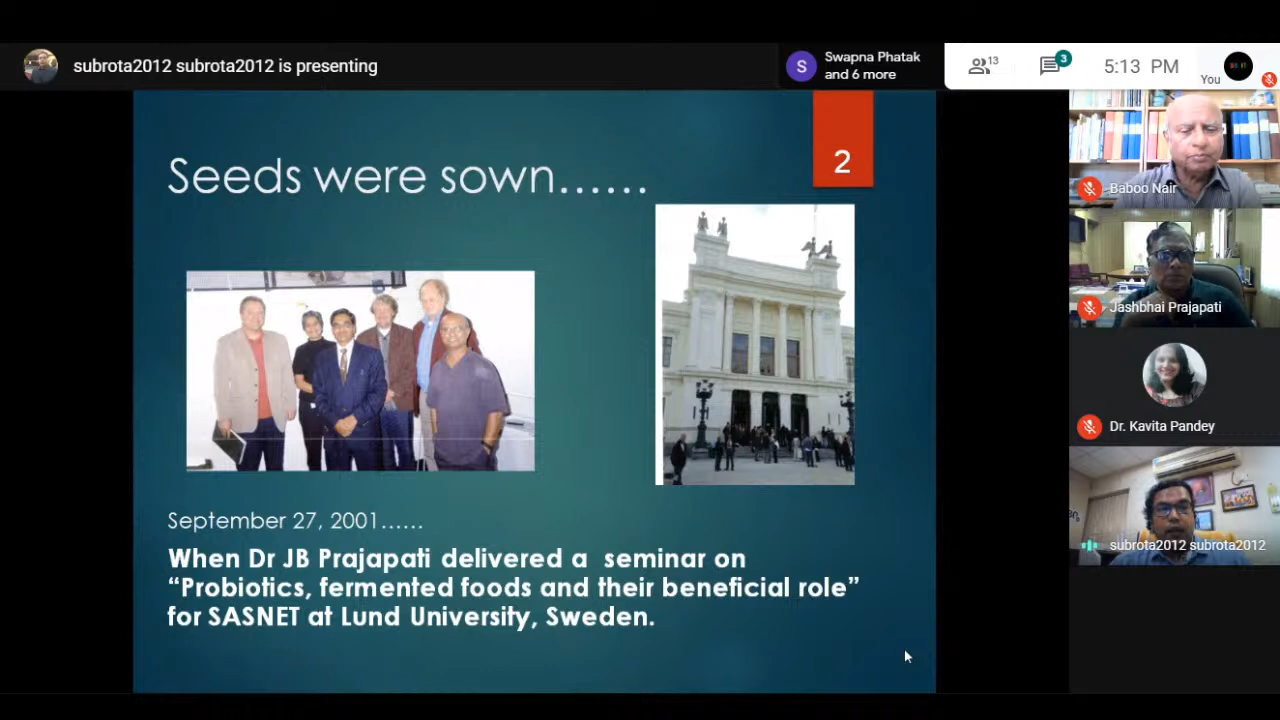 subrota2012 subrota2012 is presenting
S
Swapna Phatak
and 6 more
13
3
5:13 PM
You
2
Seeds were sown......
Baboo Nair
Jashbhai Prajapati
Dr. Kavita Pandey
subrota2012 subrota2012
September 27, 2001......
When Dr JB Prajapati delivered a seminar on
“Probiotics, fermented foods and their beneficial role”
for SASNET at Lund University, Sweden.